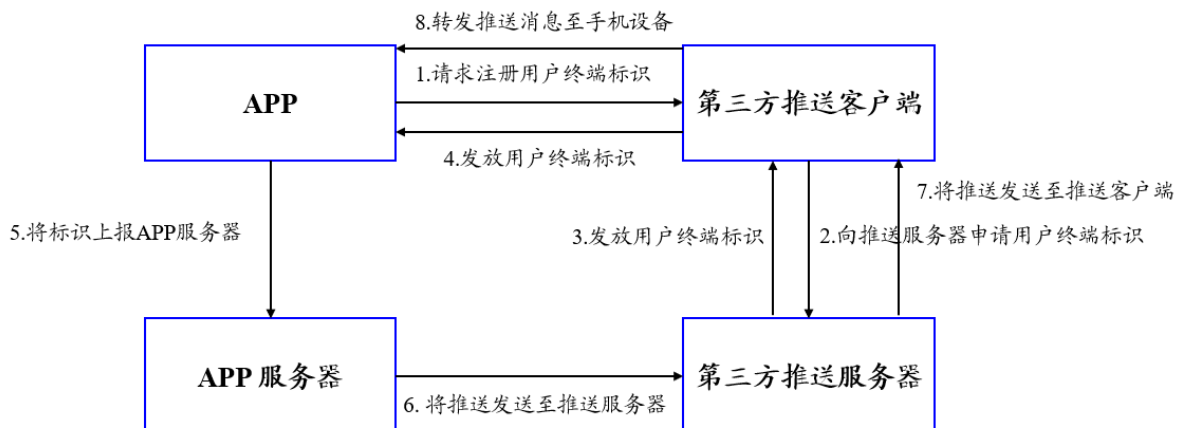 8.转发推送消息至手机设备
1.请求注册用户终端标识
APP
第三方推送客户端
4.发放用户终端标识
7.将推送发送至推送客户端
5.将标识上报APP服务器
3.发放用户终端标识
2.向推送服务器申请用户终端标识
APP 服务器
第三方推送服务器
6. 将推送发送至推送服务器